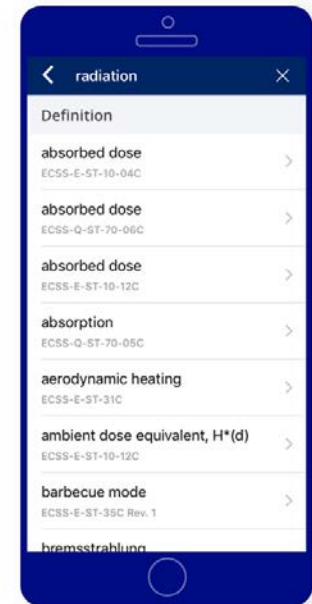 radiation
Definition
absorbed dose
ECSS-E-ST-10-04C
absorbed dose
ECSS-Q-ST-70-06C
absorbed dose
ECSS-E-ST-10-12C
absorption
ECSS-Q-ST-70-05C
aerodynamic heating
ECSS-E-ST-31C
ambient dose equivalent, H*(d)
ECSS-E-ST-10-12C
barbecue mode
ECSS-E-ST-35C Rev. 1
bremsstrahlung